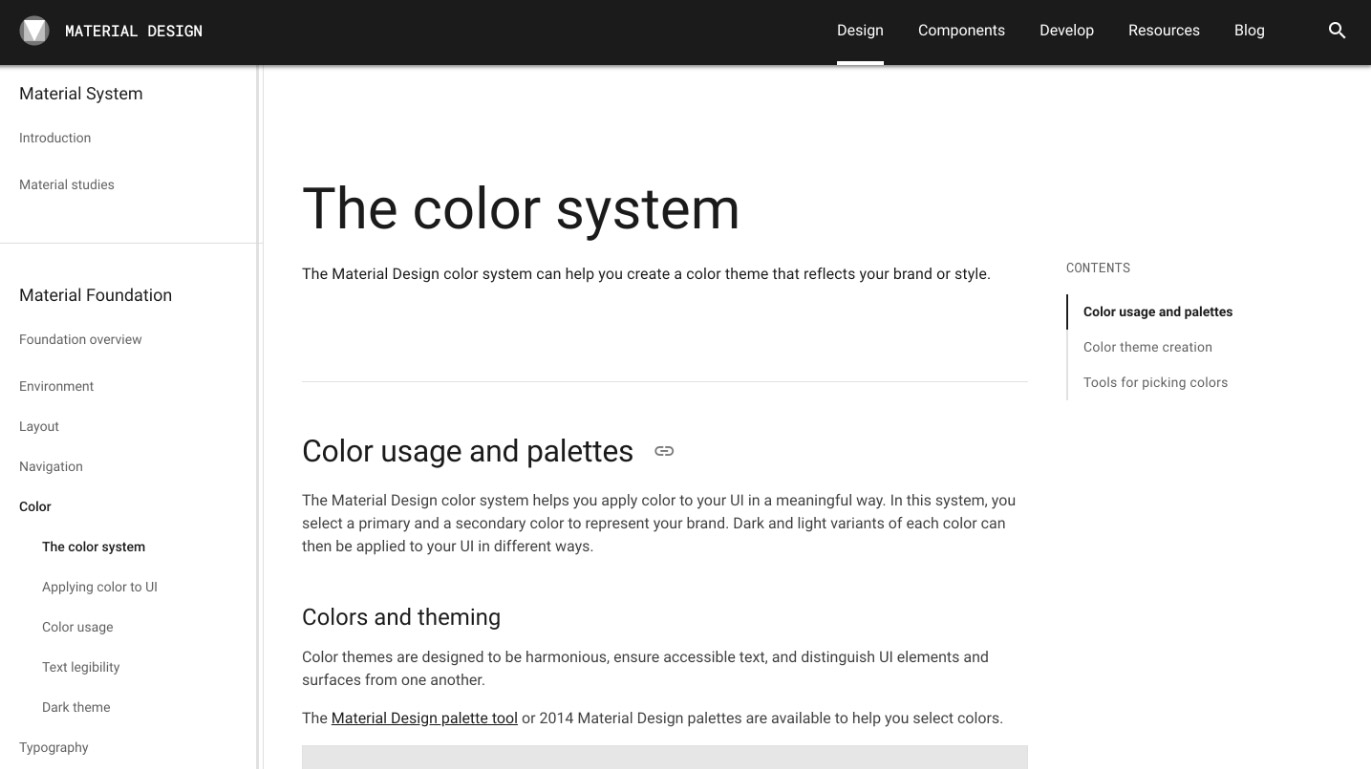 MATERIAL DESIGN
Design
Components
Develop
Resources
Blog
Material System
Introduction
Material studies
Material Foundation
Foundation overview
Environment
Layout
Navigation
Color
The color system
Applying color to UI
Color usage
Text legibility
Dark theme
Typography
The color system
The Material Design color system can help you create a color theme that reflects your brand or style.
Color usage and palettes
The Material Design color system helps you apply color to your UI in a meaningful way. In this system, you
select a primary and a secondary color to represent your brand. Dark and light variants of each color can
then be applied to your UI in different ways.
Colors and theming
Color themes are designed to be harmonious, ensure accessible text, and distinguish UI elements and
surfaces from one another.
The Material Design palette tool or 2014 Material Design palettes are available to help you select colors.
CONTENTS
Color usage and palettes
Color theme creation
Tools for picking colors